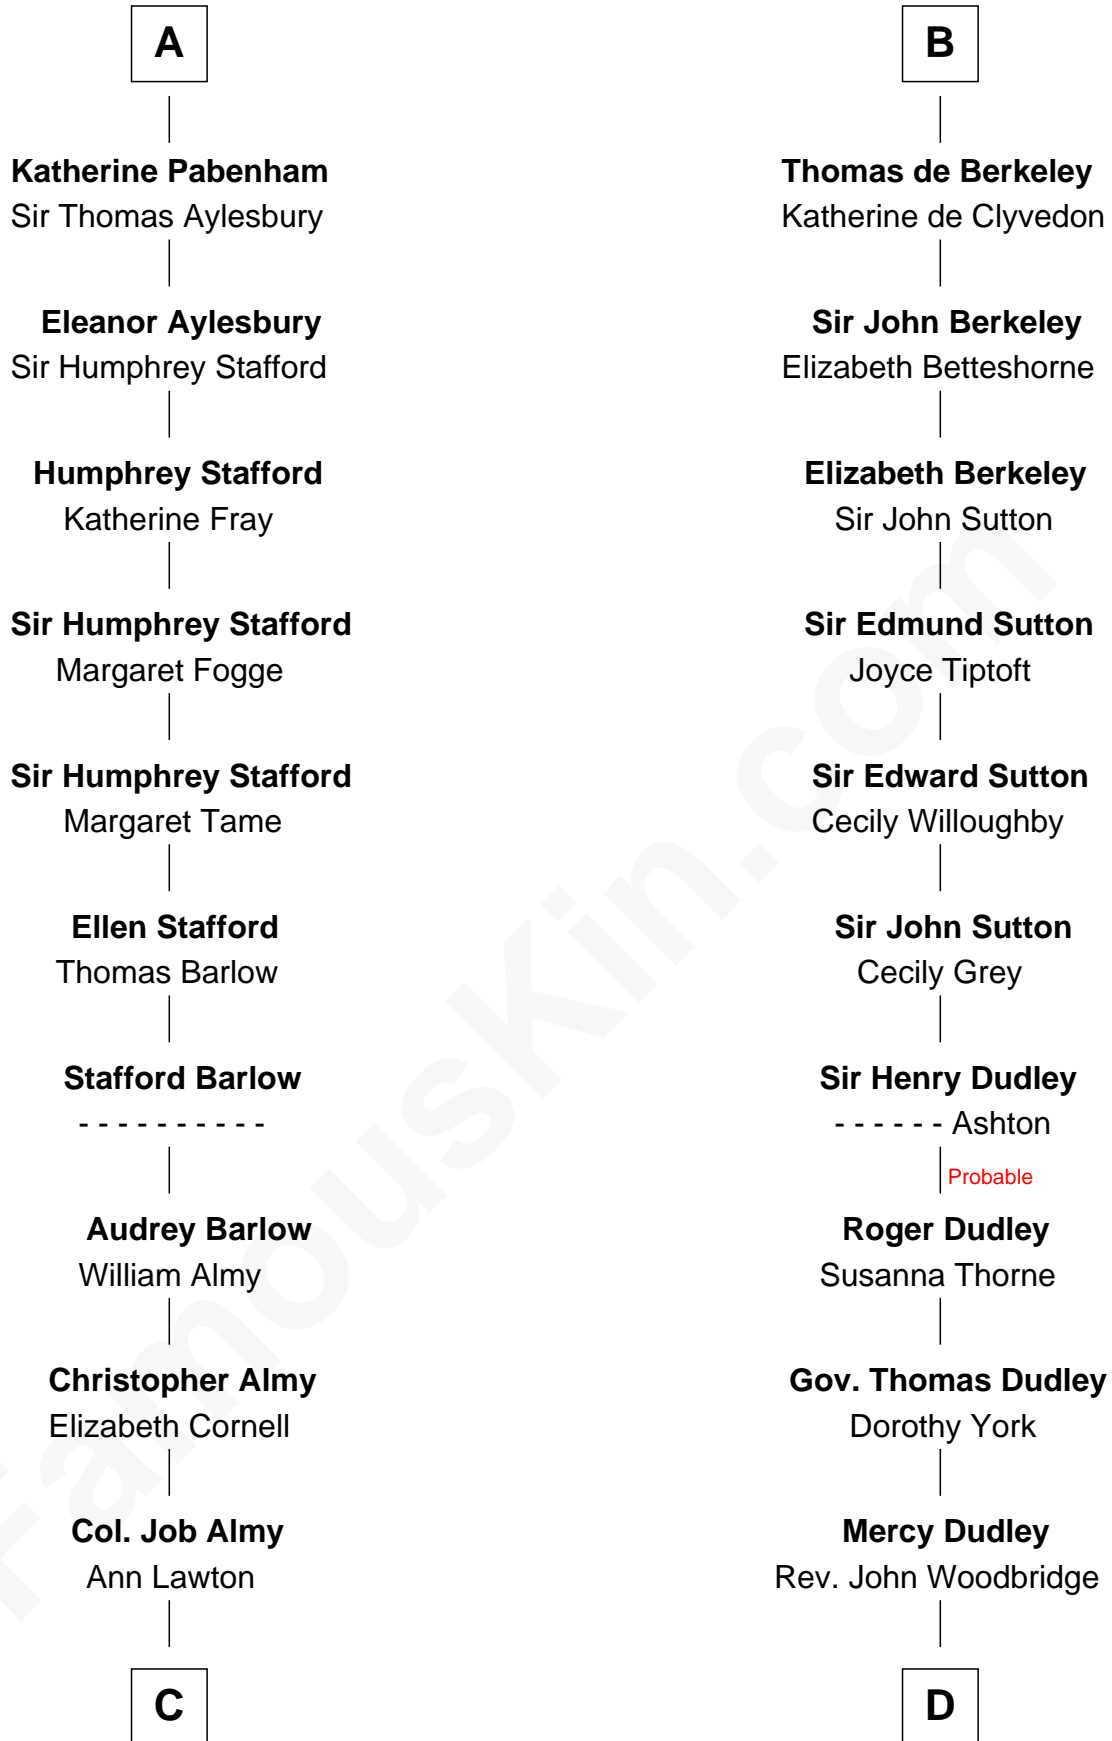 A
Katherine Pabenham
Sir Thomas Aylesbury
Eleanor Aylesbury
Sir Humphrey Stafford
Humphrey Stafford
Katherine Fray
Sir Humphrey Stafford
Margaret Fogge
Sir Humphrey Stafford
Margaret Tame
Ellen Stafford
Thomas Barlow
Stafford Barlow
- - - - - - - - - -
Audrey Barlow
William Almy
Christopher Almy
Elizabeth Cornell
Col. Job Almy
Ann Lawton
C
B
Thomas de Berkeley
Katherine de Clyvedon
Sir John Berkeley
Elizabeth Betteshorne
Elizabeth Berkeley
Sir John Sutton
Sir Edmund Sutton
Joyce Tiptoft
Sir Edward Sutton
Cecily Willoughby
Sir John Sutton
Cecily Grey
Sir Henry Dudley
- - - - - - Ashton
Probable
Roger Dudley
Susanna Thorne
Gov. Thomas Dudley
Dorothy York
Mercy Dudley
Rev. John Woodbridge
D
FamousKin.com